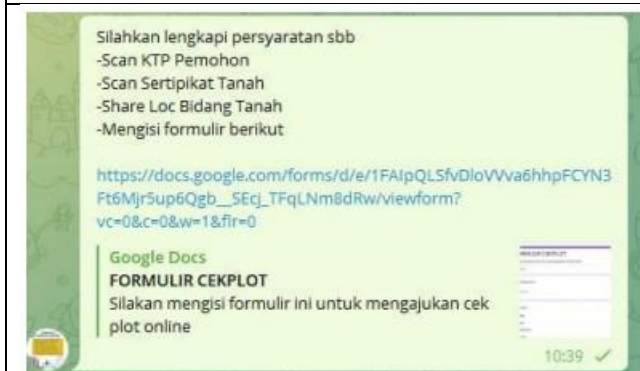 Silahkan lengkapi persyaratan sbb
-Scan KTP Pemohon
-Scan Sertipikat Tanah
-Share Loc Bidang Tanah
-Mengisi formulir berikut
https://docs.google.com/forms/d/e/1FAIpQLSfvDloVVva6hhpFCYN3
Ft6Mjr5up6Qgb__SEcj_TFqLNm8dRw/viewform?
vc=0&c=0&w=1&flr=0
Google Docs
FORMULIR CEKPLOT
Silakan mengisi formulir ini untuk mengajukan cek
plot online
10:39